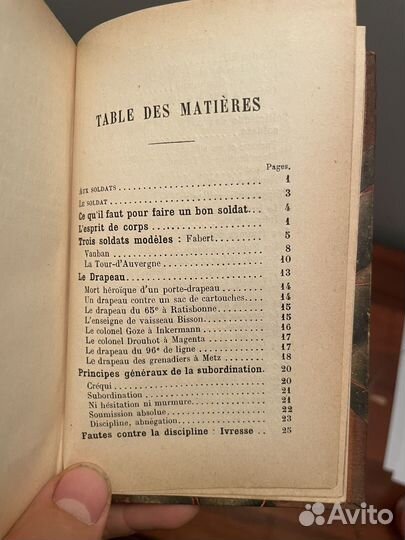 TABLE DES MATIÈRES
Pages.
AUX SOLDATS 1
LE SOLDAT 3
Ce qu'il faut pour faire un bon soldat 4
L'esprit de corps 1
Trois soldats modèles : Fabert 5
Vauban 8
La Tour-d'Auvergne 10
Le Drapeau 13
Mort héroïque d'un porte-drapeau 14
Un drapeau contre un sac de cartouches 14
Le drapeau du 65e à Ratisbonne 15
L'enseigne de vaisseau Bisson 15
Le colonel Goze à Inkermann 16
Le colonel Drouhot à Magenta 17
Le drapeau du 96e de ligne 17
Le drapeau des grenadiers à Metz 18
Principes généraux de la subordination. 20
Créqui 20
Subordination 21
Ni hésitation ni murmure 21
Soumission absolue 22
Discipline, abnégation 23
Fautes contre la discipline : Ivresse .. 25
Avito